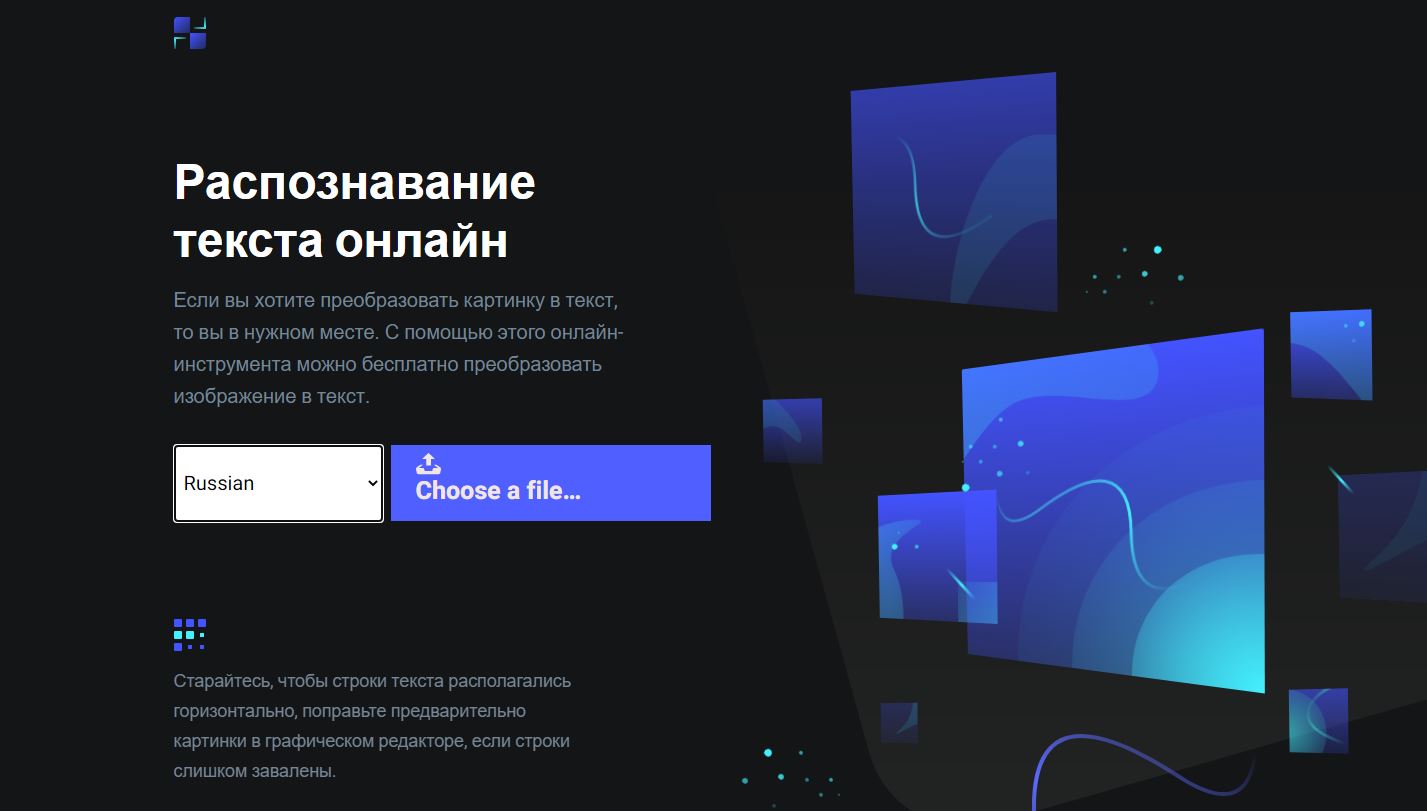 Распознавание
текста онлайн
Если вы хотите преобразовать картинку в текст,
то вы в нужном месте. С помощью этого онлайн-
инструмента можно бесплатно преобразовать
изображение в текст.
Russian
Choose a file...
Старайтесь, чтобы строки текста располагались
горизонтально, поправьте предварительно
картинки в графическом редакторе, если строки
слишком завалены.